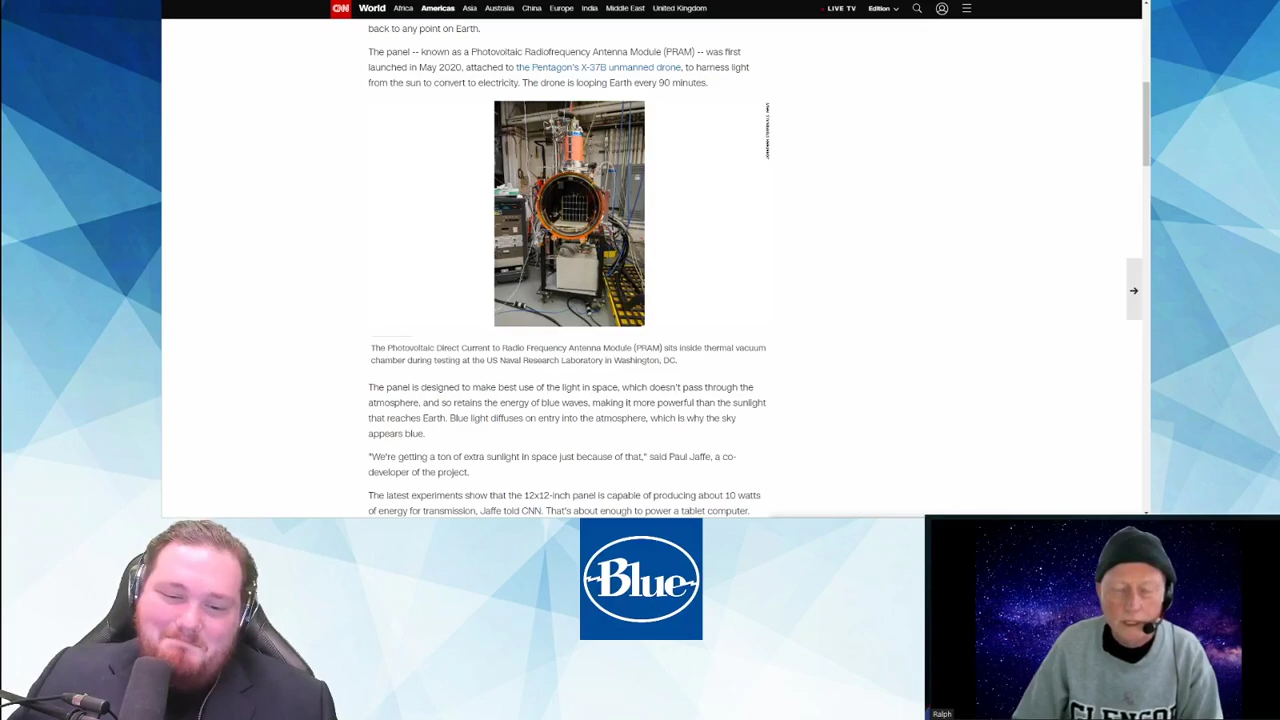 CNN World Africa Americas Asia Australia China Europe India Middle East United Kingdom LIVE TV Edition
back to any point on Earth.
The panel -- known as a Photovoltaic Radiofrequency Antenna Module (PRAM) -- was first
launched in May 2020, attached to the Pentagon's X-37B unmanned drone, to harness light
from the sun to convert to electricity. The drone is looping Earth every 90 minutes.
The Photovoltaic Direct Current to Radio Frequency Antenna Module (PRAM) sits inside thermal vacuum
chamber during testing at the US Naval Research Laboratory in Washington, DC.
The panel is designed to make best use of the light in space, which doesn't pass through the
atmosphere, and so retains the energy of blue waves, making it more powerful than the sunlight
that reaches Earth. Blue light diffuses on entry into the atmosphere, which is why the sky
appears blue.
"We're getting a ton of extra sunlight in space just because of that," said Paul Jaffe, a co-
developer of the project.
The latest experiments show that the 12x12-inch panel is capable of producing about 10 watts
of energy for transmission, Jaffe told CNN. That's about enough to power a tablet computer.
Blue
Ralph